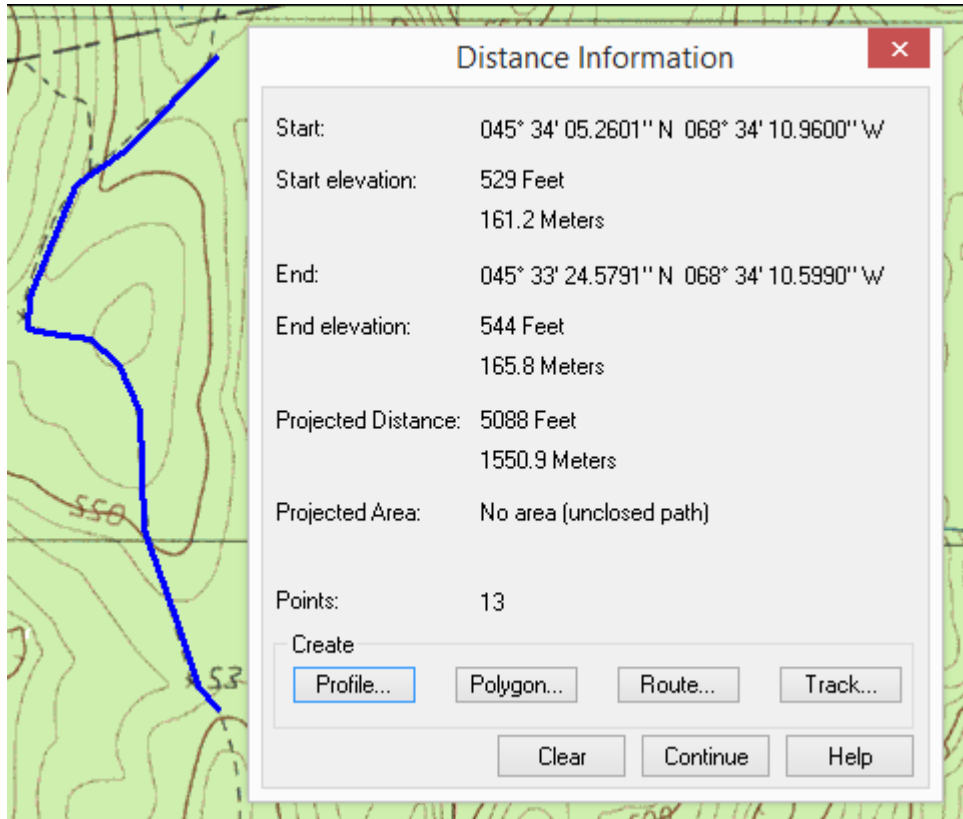 Distance Information
Start: 045° 34' 05.2601" N 068° 34' 10.9600" W
Start elevation: 529 Feet
161.2 Meters
End: 045° 33' 24.5791" N 068° 34' 10.5990" W
End elevation: 544 Feet
165.8 Meters
Projected Distance: 5088 Feet
1550.9 Meters
Projected Area: No area (unclosed path)
Points: 13
Create
Profile... Polygon... Route... Track...
Clear Continue Help
550
53